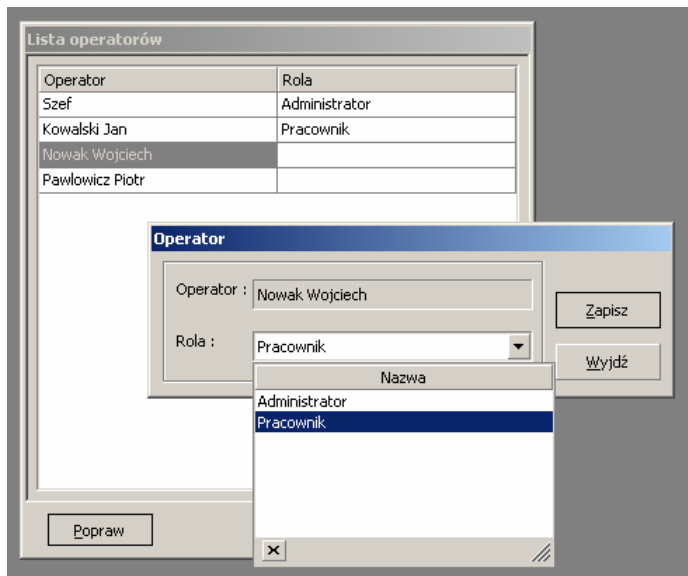 Lista operatorów
Operator Rola
Szef Administrator
Kowalski Jan Pracownik
Nowak Wojciech
Pawlowicz Piotr
Operator
Operator : Nowak Wojciech
Zapisz
Rola : Pracownik
Wyjdź
Nazwa
Administrator
Pracownik
Popraw